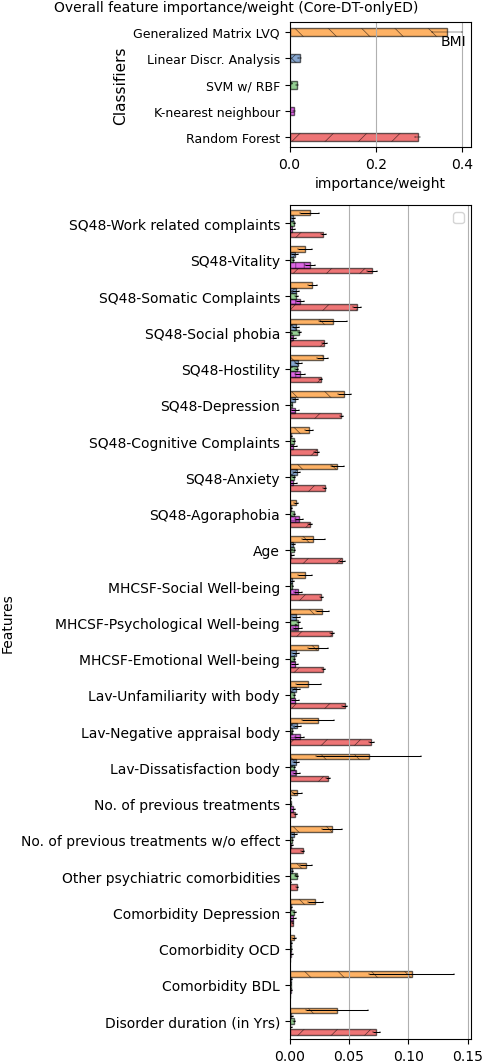 Overall feature importance/weight (Core-DT-onlyED)
Classifiers
Generalized Matrix LVQ
Linear Discr. Analysis
SVM w/ RBF
K-nearest neighbour
Random Forest
BMI
0.0 0.2 0.4
importance/weight
Features
SQ48-Work related complaints
SQ48-Vitality
SQ48-Somatic Complaints
SQ48-Social phobia
SQ48-Hostility
SQ48-Depression
SQ48-Cognitive Complaints
SQ48-Anxiety
SQ48-Agoraphobia
Age
MHCSF-Social Well-being
MHCSF-Psychological Well-being
MHCSF-Emotional Well-being
Lav-Unfamiliarity with body
Lav-Negative appraisal body
Lav-Dissatisfaction body
No. of previous treatments
No. of previous treatments w/o effect
Other psychiatric comorbidities
Comorbidity Depression
Comorbidity OCD
Comorbidity BDL
Disorder duration (in Yrs)
0.00 0.05 0.10 0.15